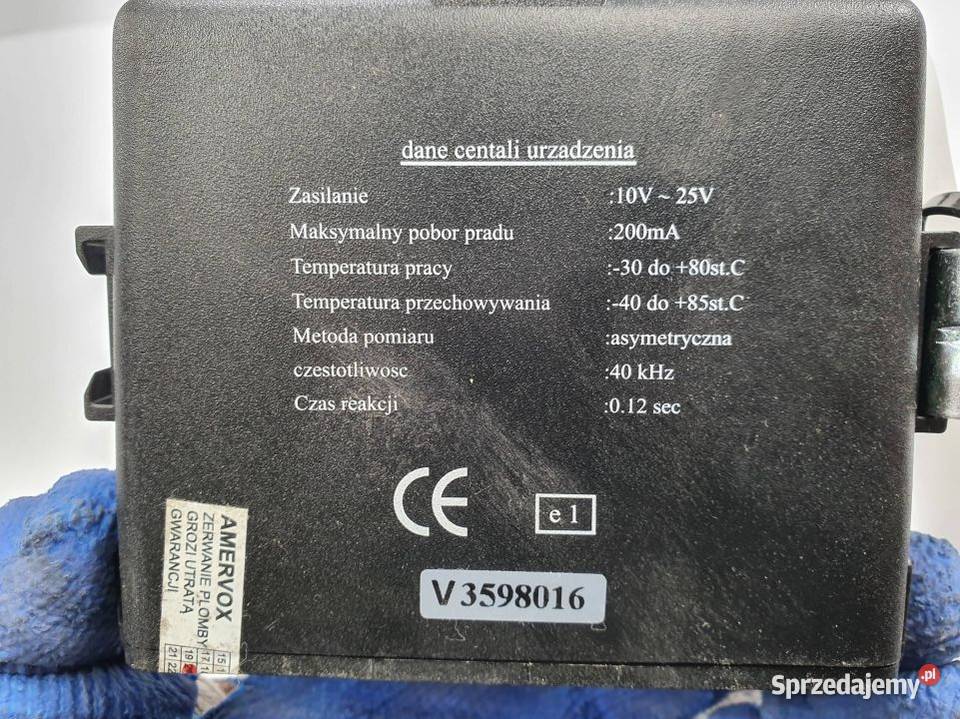 dane centali urzadzenia
Zasilanie :10V ~ 25V
Maksymalny pobor pradu :200mA
Temperatura pracy :-30 do +80st.C
Temperatura przechowywania :-40 do +85st.C
Metoda pomiaru :asymetryczna
czestotliwosc :40 kHz
Czas reakcji :0.12 sec
CE
e 1
V 3598016
AMERVOX
ZERWANIE PLOMBY
GROZI UTRATĄ
GWARANCJI
Sprzedajemy.pl